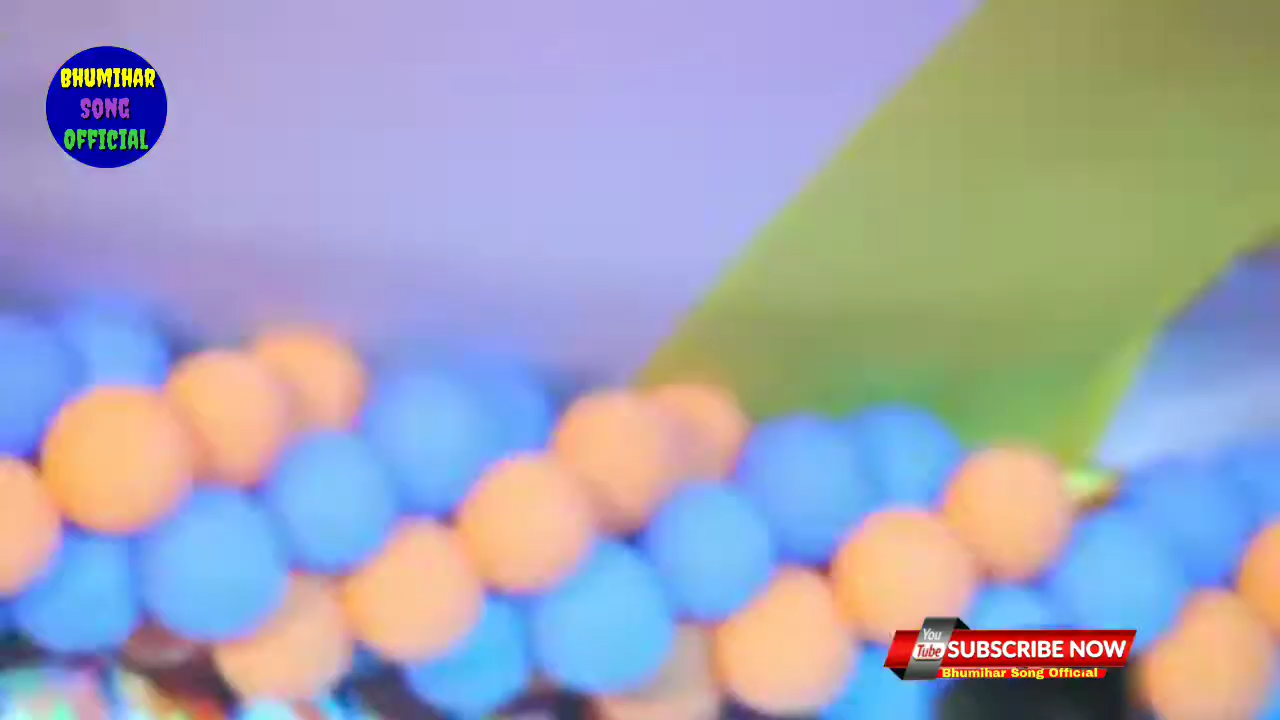 BHUMIHAR
SONG
OFFICIAL
You
Tube
SUBSCRIBE NOW
Bhumihar Song Official